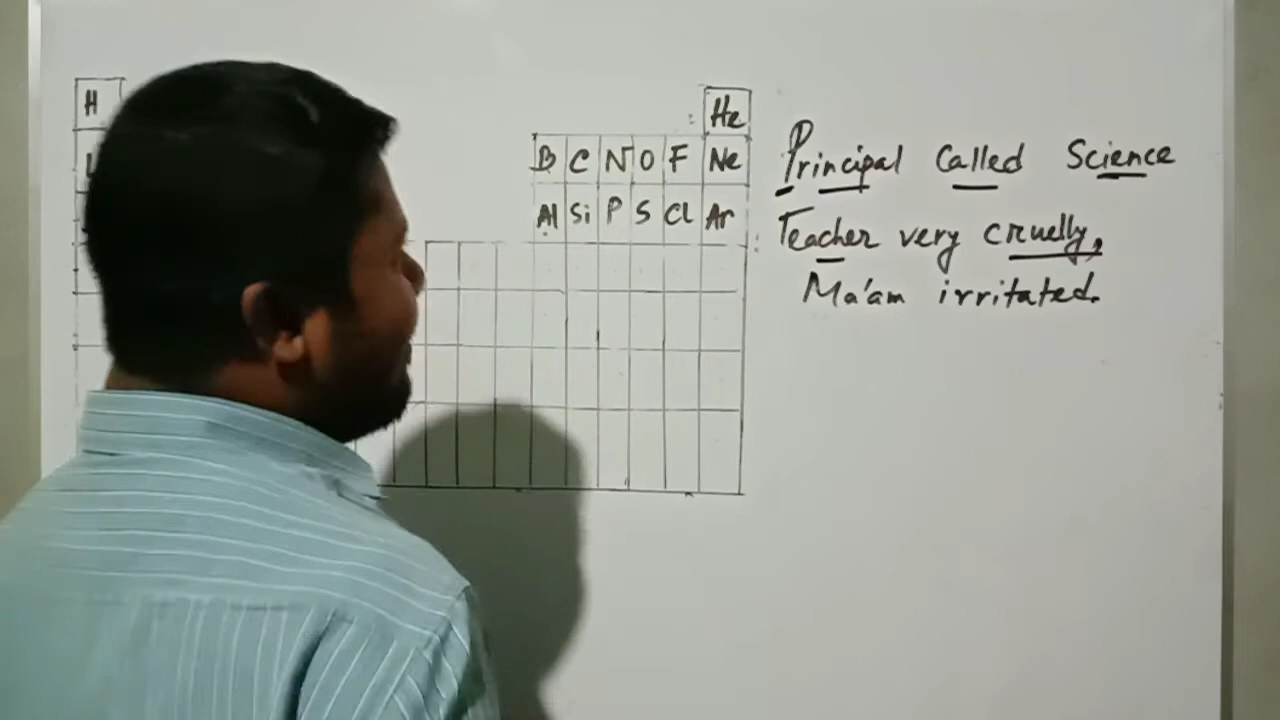 H He
B C N O F Ne
Al Si P S Cl Ar
Principal Called Science
Teacher very cruelly,
Ma'am irritated.